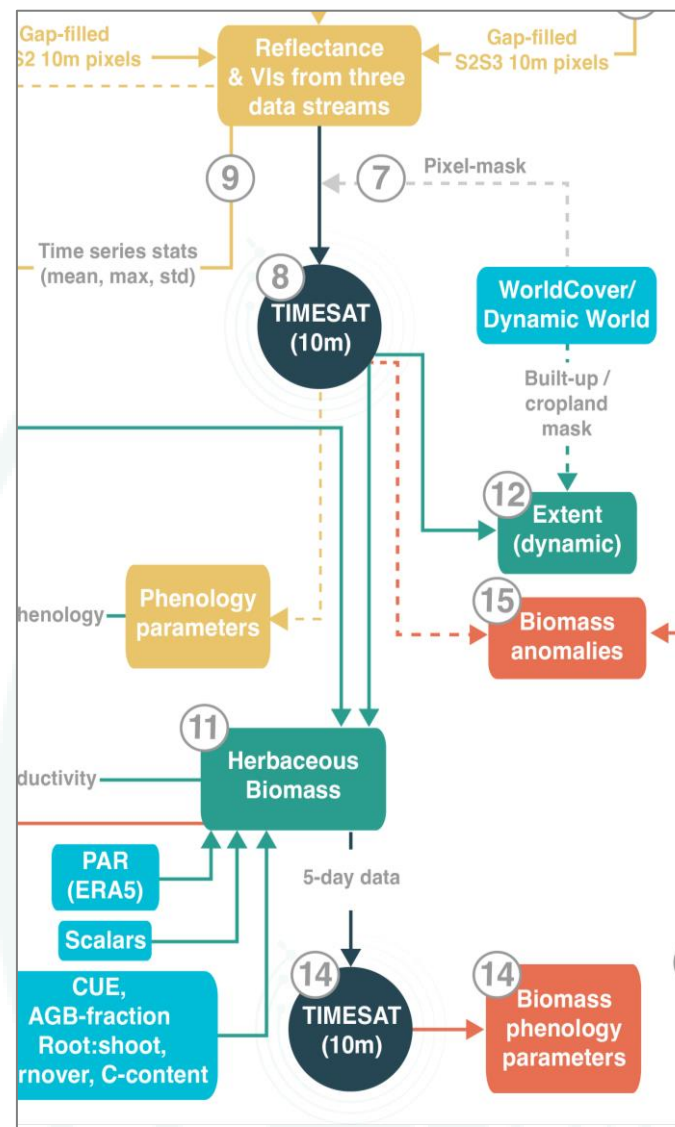 Gap-filled
S2 10m pixels
Reflectance
& VIs from three
data streams
Gap-filled
S2S3 10m pixels
9
7
Pixel-mask
Time series stats
(mean, max, std)
8
TIMESAT
(10m)
WorldCover/
Dynamic World
Built-up /
cropland
mask
12
Extent
(dynamic)
Phenology
parameters
henology
15
Biomass
anomalies
11
Herbaceous
Biomass
ductivity
PAR
(ERA5)
5-day data
Scalars
CUE,
AGB-fraction
Root:shoot,
rnover, C-content
14
TIMESAT
(10m)
14
Biomass
phenology
parameters